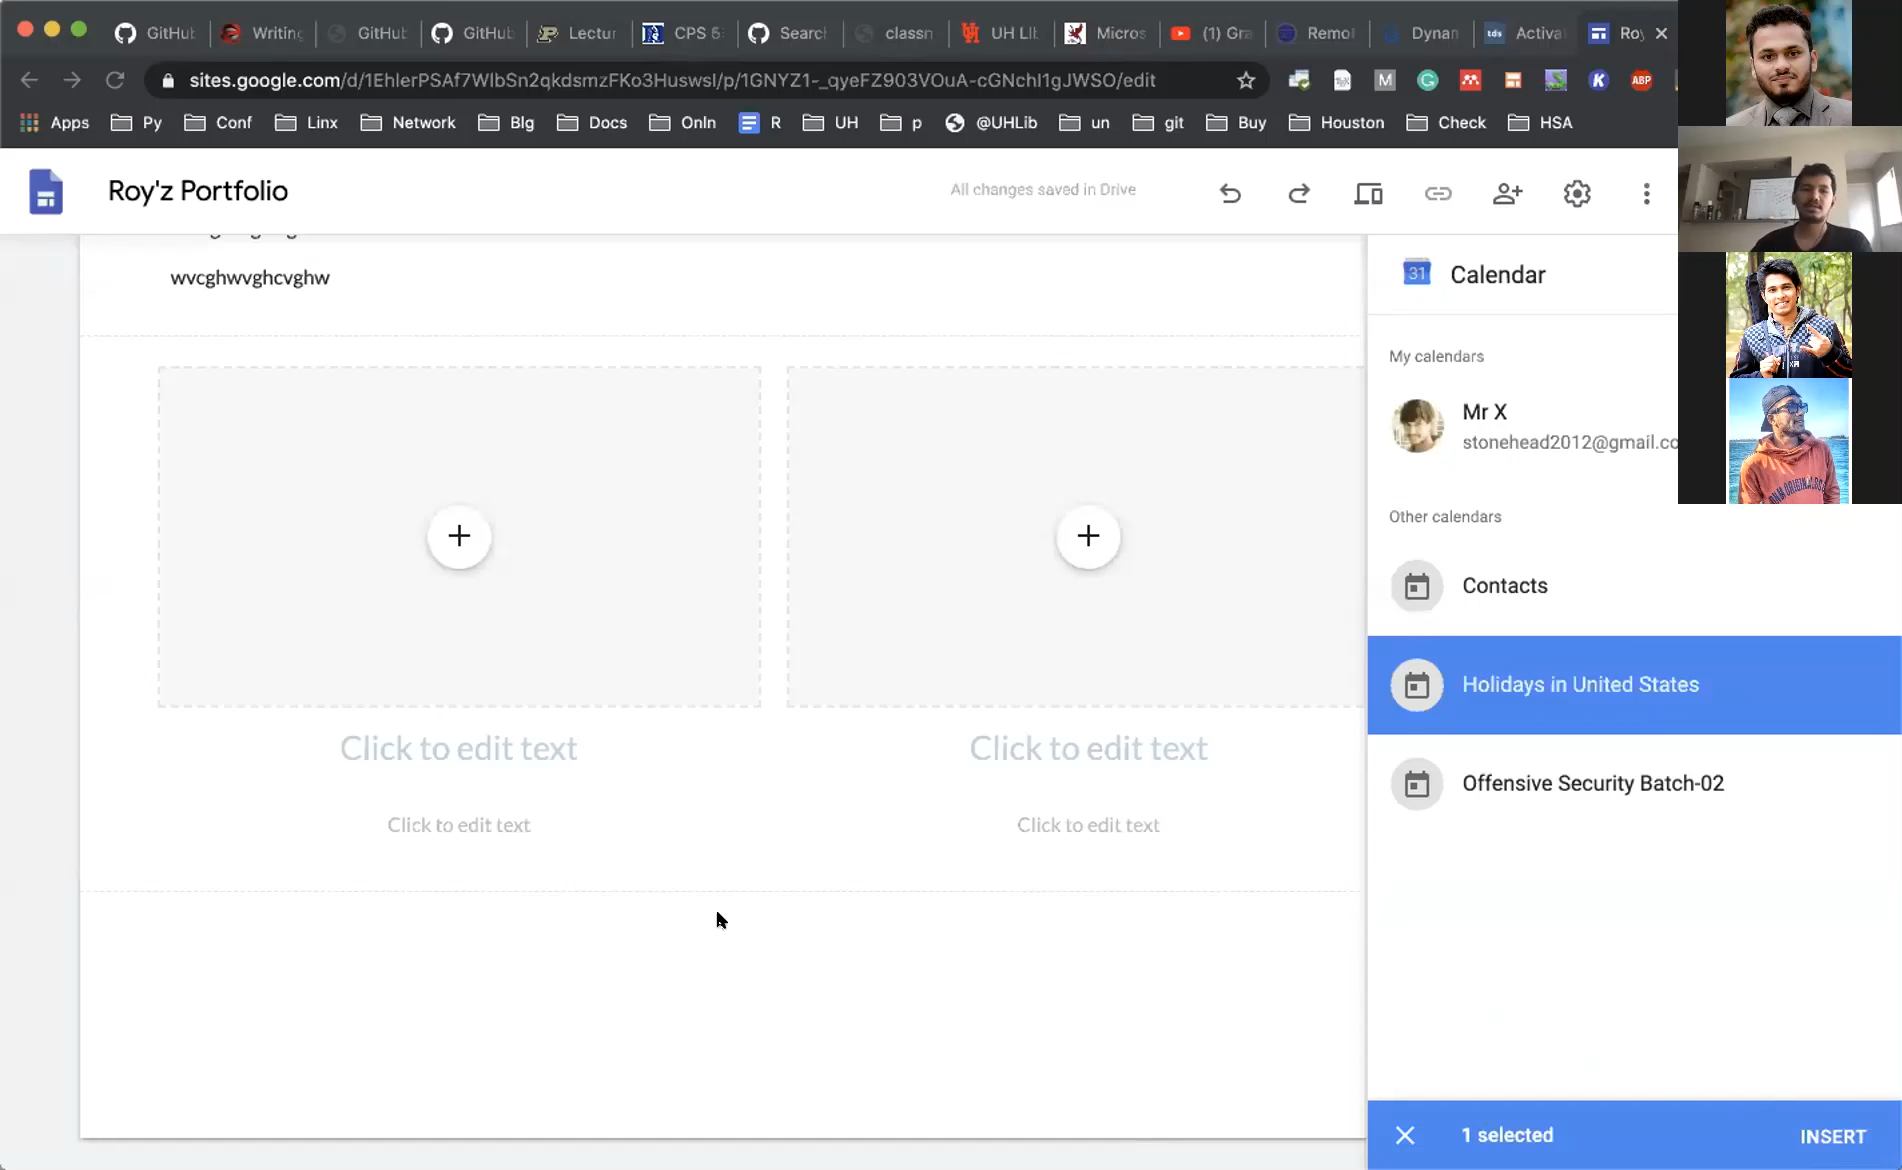 GitHub
Writing
GitHub
GitHub
Lectur
CPS
Search
classn
UH Lib
Micros
(1) Gra
Remot
Dynan
tds Activa
Roy
sites.google.com/d/1EhlerPSAf7WIbSn2qkdsmzFKo3HuswsI/p/1GNYZ1-_qyeFZ903VOuA-cGNchl1gJWSO/edit
M
K
ABP
Apps
Py
Conf
Linx
Network
Blg
Docs
Onln
R
UH
p
@UHLib
un
git
Buy
Houston
Check
HSA
Roy'z Portfolio
All changes saved in Drive
wvcghwvghcvghw
31 Calendar
My calendars
Mr X
stonehead2012@gmail.co
Other calendars
Contacts
Holidays in United States
Offensive Security Batch-02
Click to edit text
Click to edit text
Click to edit text
Click to edit text
1 selected
INSERT